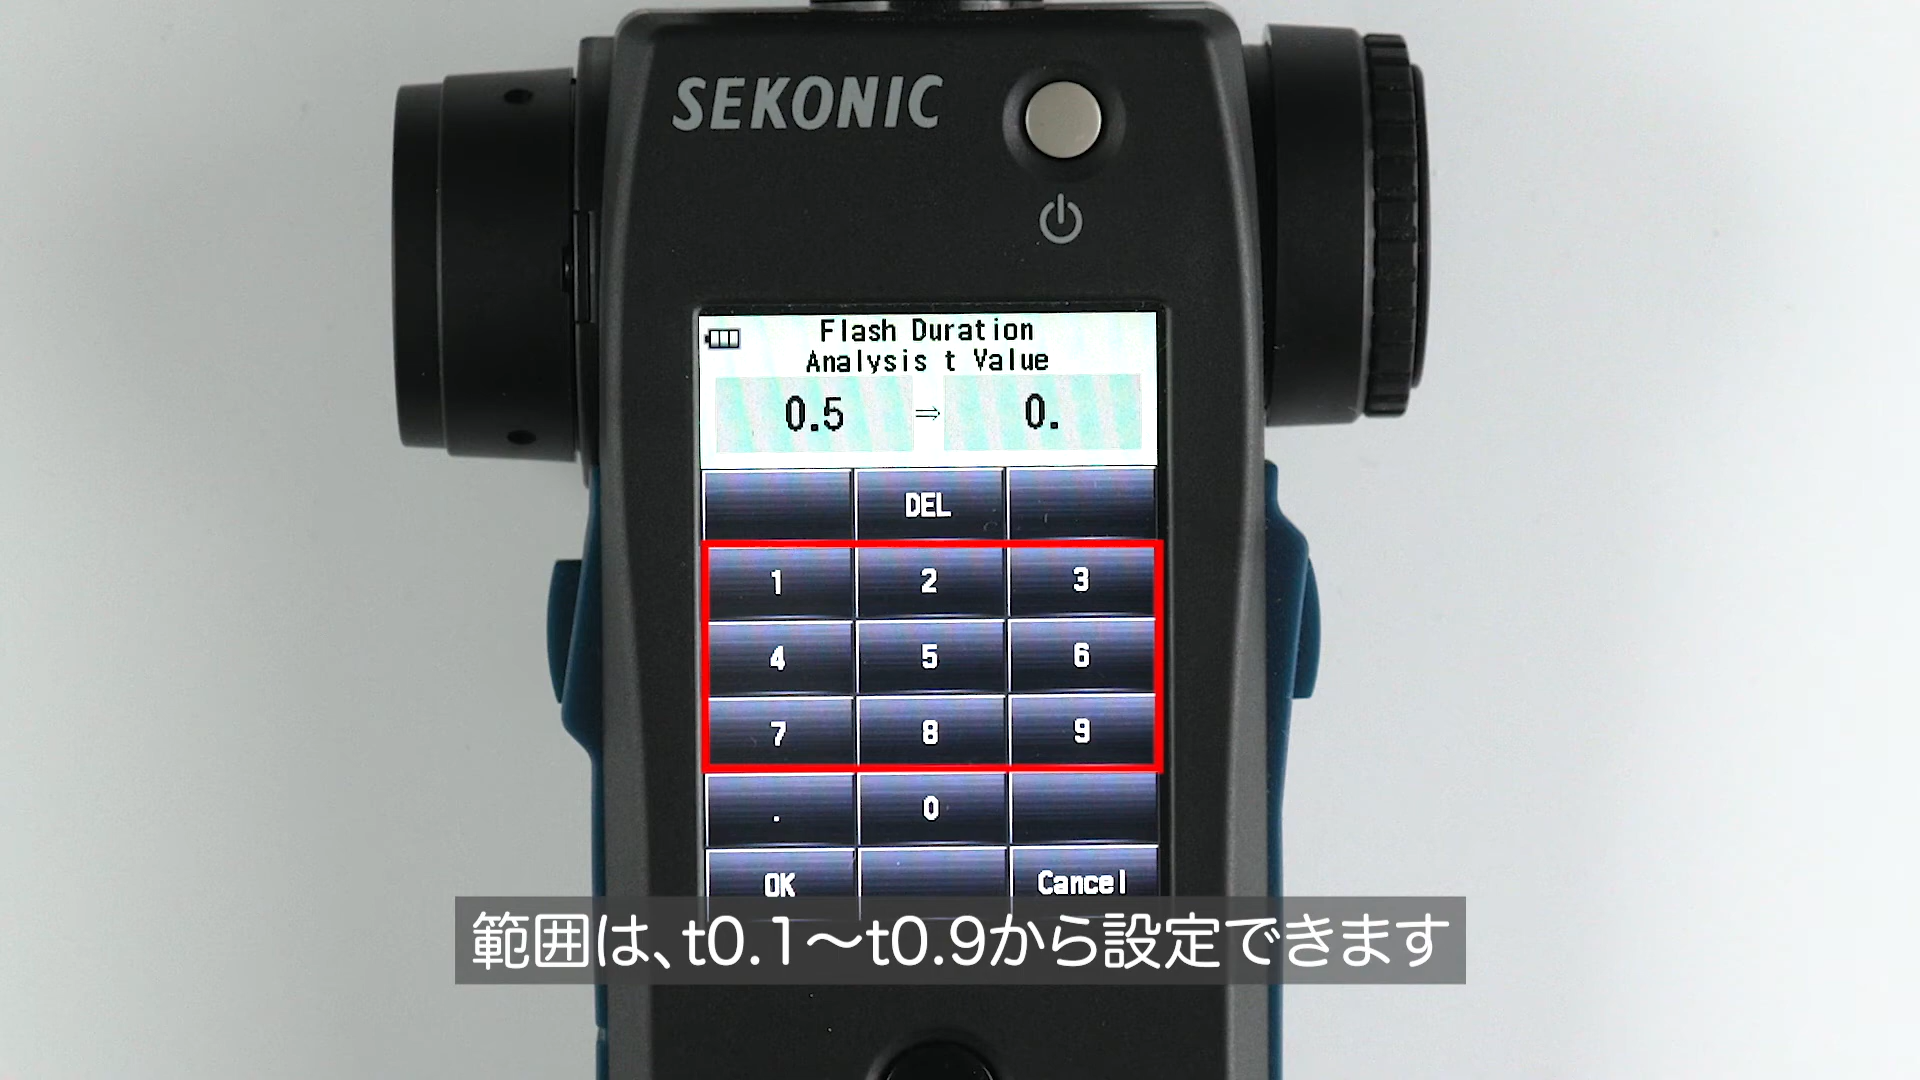 SEKONIC
Flash Duration
Analysis t Value
0.5 ⇒ 0.
DEL
1 2 3
4 5 6
7 8 9
. 0
OK Cancel
範囲は、t0.1〜t0.9から設定できます